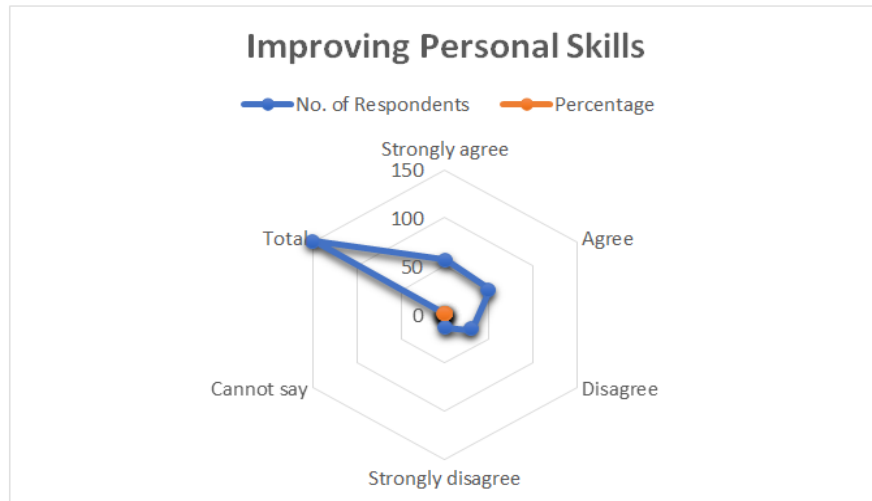 Improving Personal Skills
No. of Respondents Percentage
Strongly agree
150
100
50
0
Total
Agree
Cannot say
Disagree
Strongly disagree